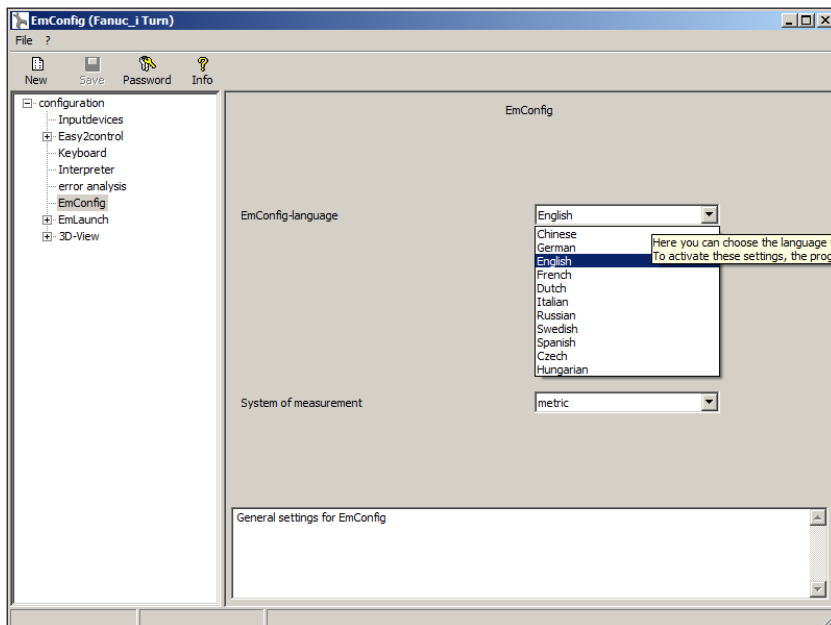 EmConfig (Fanuc_i Turn)
File ?
New Save Password Info
configuration
Inputdevices
Easy2control
Keyboard
Interpreter
error analysis
EmConfig
EmLaunch
3D-View
EmConfig
EmConfig-language
English
Chinese
German
English
French
Dutch
Italian
Russian
Swedish
Spanish
Czech
Hungarian
Here you can choose the language
To activate these settings, the prog
System of measurement
metric
General settings for EmConfig